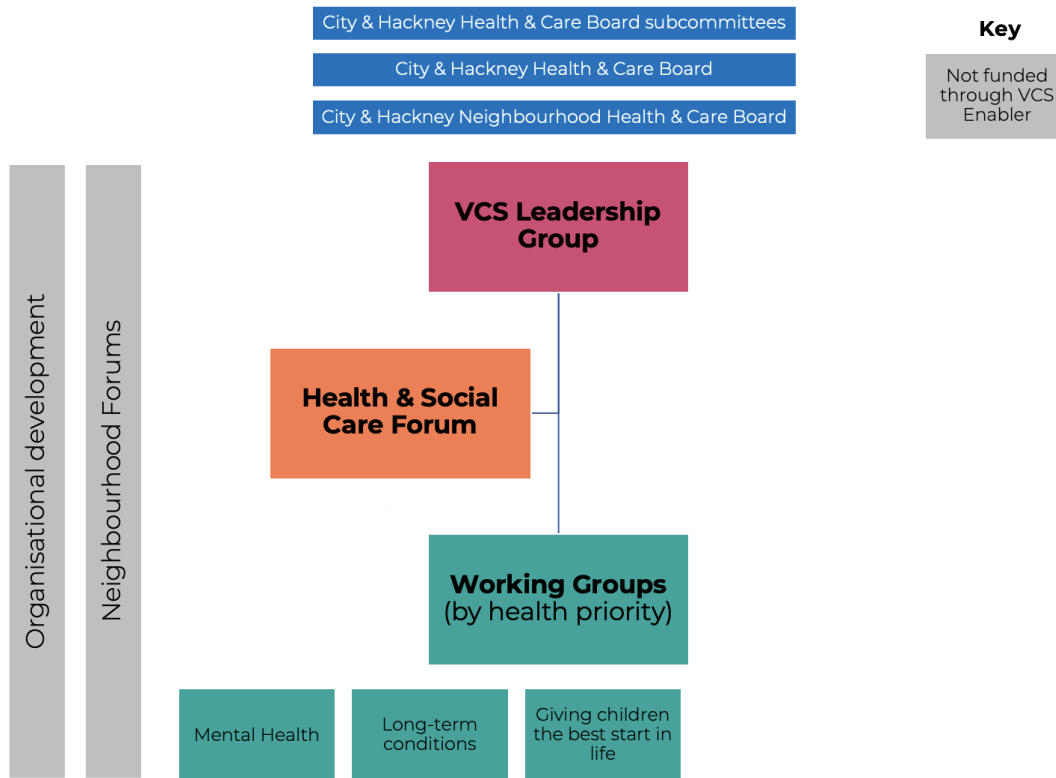 City & Hackney Health & Care Board subcommittees
City & Hackney Health & Care Board
City & Hackney Neighbourhood Health & Care Board
Key
Not funded
through VCS
Enabler
Organisational development
Neighbourhood Forums
VCS Leadership
Group
Health & Social
Care Forum
Working Groups
(by health priority)
Mental Health
Long-term
conditions
Giving children
the best start in
life